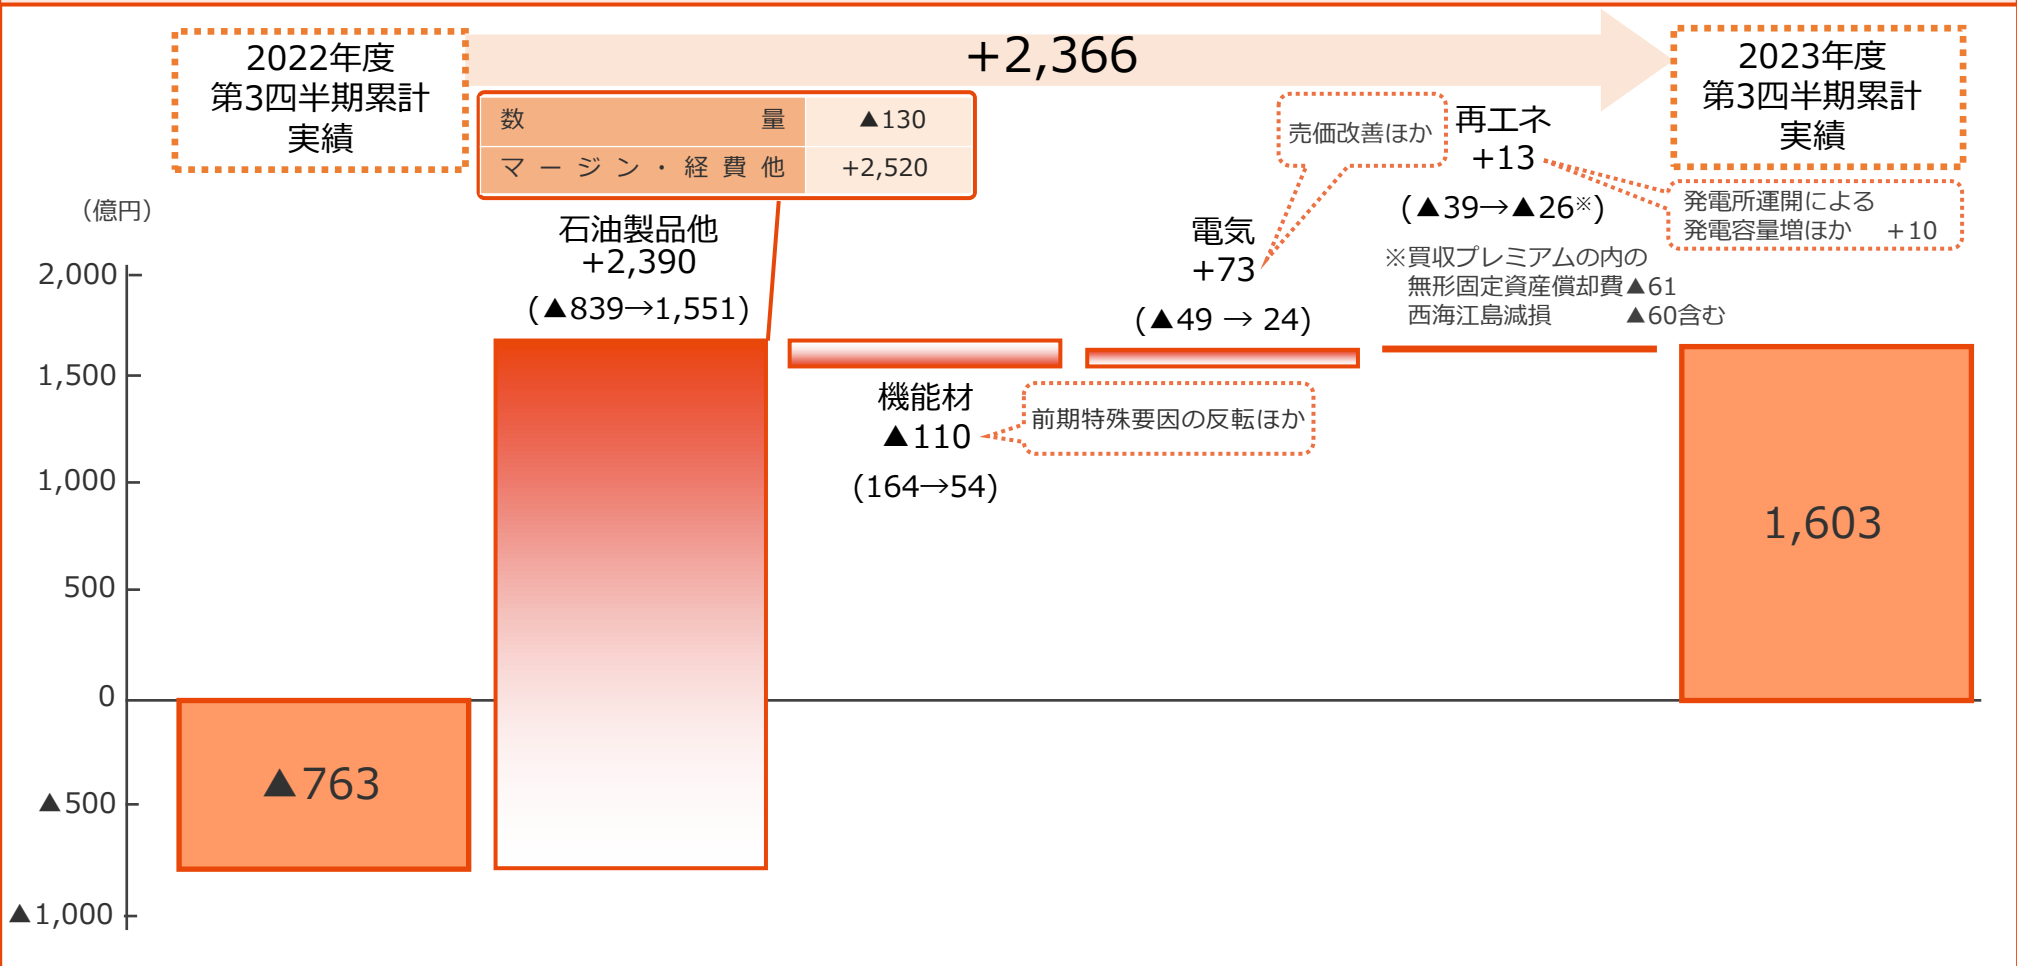 +2,366
2022年度
第3四半期累計
実績
2023年度
第3四半期累計
実績
数量 ▲130
マージン・経費他 +2,520
（億円）
石油製品他
+2,390
(▲839→1,551)
機能材
▲110
(164→54)
前期特殊要因の反転ほか
電気
+73
(▲49 → 24)
売価改善ほか
再エネ
+13
(▲39→▲26※)
発電所運開による
発電容量増ほか +10
※買収プレミアムの内の
無形固定資産償却費▲61
西海江島減損 ▲60含む
2,000
1,500
1,000
500
0
▲500
▲1,000
▲763
1,603